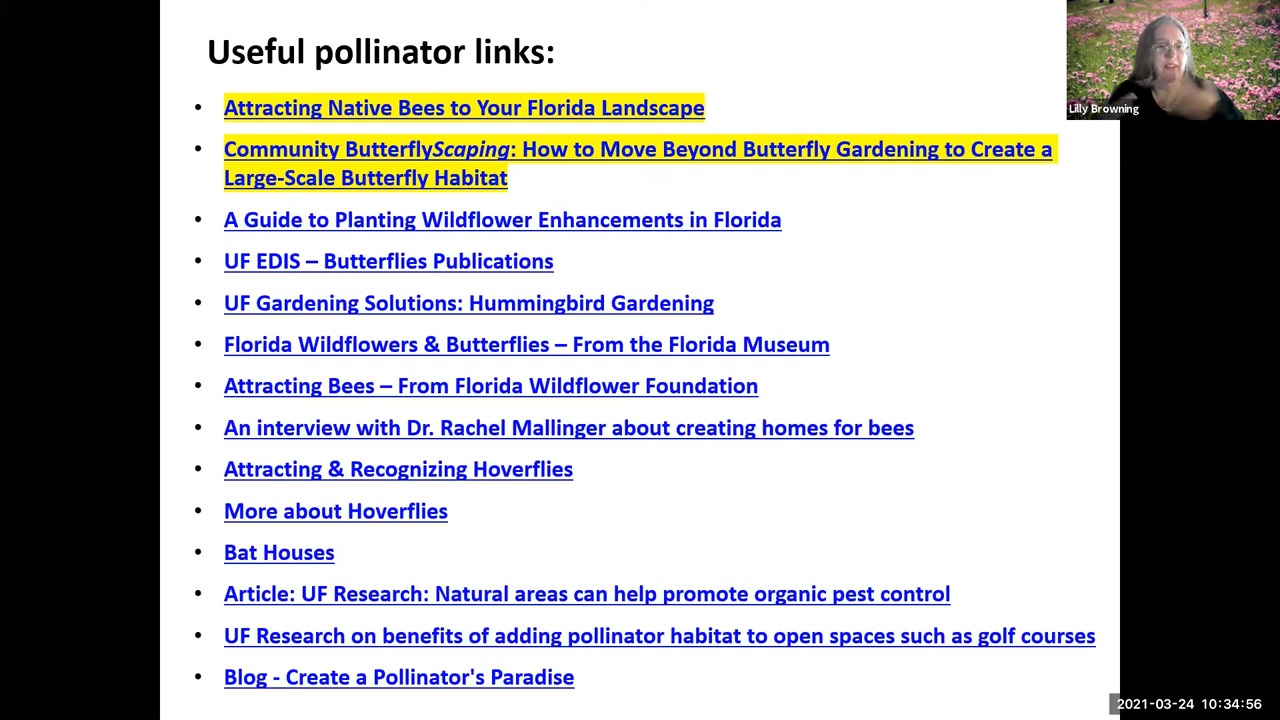 Useful pollinator links:
• Attracting Native Bees to Your Florida Landscape
• Community ButterflyScaping: How to Move Beyond Butterfly Gardening to Create a
Large-Scale Butterfly Habitat
• A Guide to Planting Wildflower Enhancements in Florida
• UF EDIS – Butterflies Publications
• UF Gardening Solutions: Hummingbird Gardening
• Florida Wildflowers & Butterflies – From the Florida Museum
• Attracting Bees – From Florida Wildflower Foundation
• An interview with Dr. Rachel Mallinger about creating homes for bees
• Attracting & Recognizing Hoverflies
• More about Hoverflies
• Bat Houses
• Article: UF Research: Natural areas can help promote organic pest control
• UF Research on benefits of adding pollinator habitat to open spaces such as golf courses
• Blog - Create a Pollinator's Paradise
Lilly Browning
2021-03-24 10:34:56